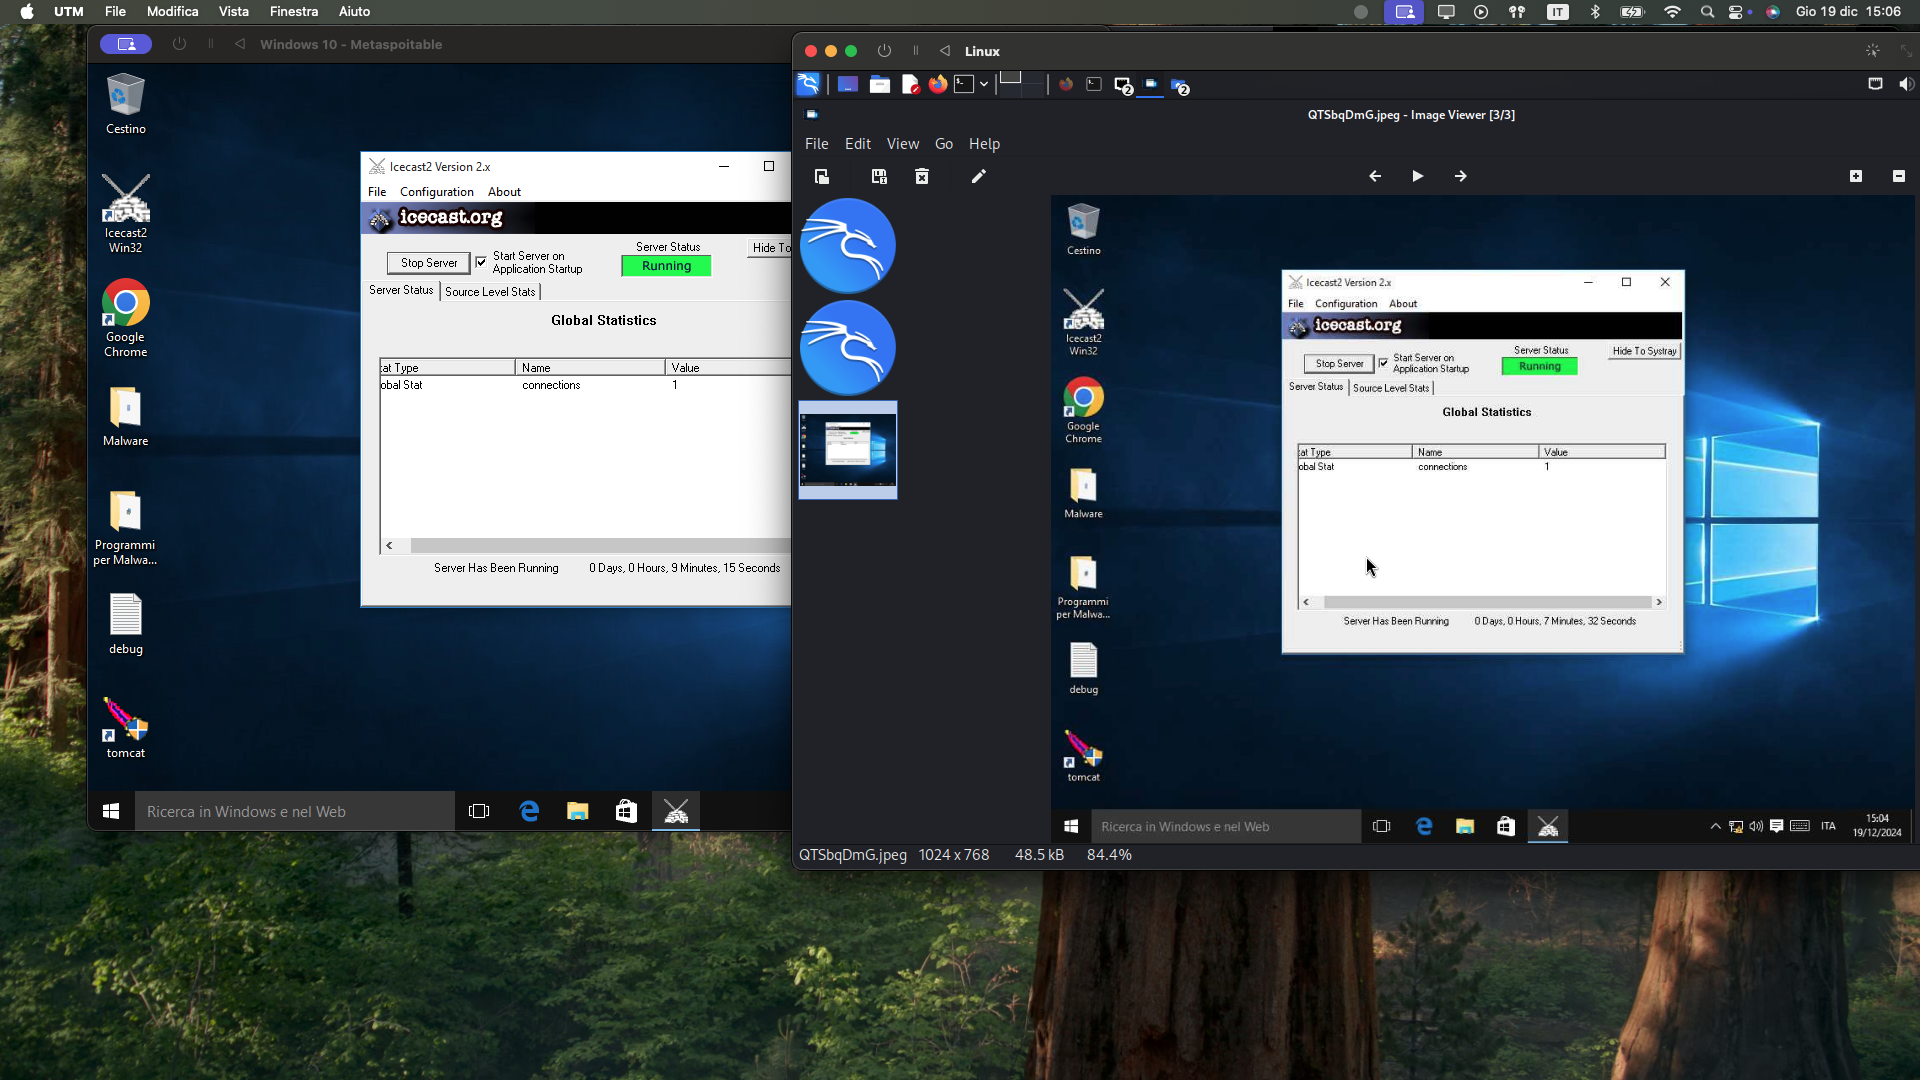 UTM File Modifica Vista Finestra Aiuto
IT
Gio 19 dic 15:06
Windows 10 - Metaspoitable
Cestino
Icecast2
Win32
Google
Chrome
Malware
Programmi
per Malwa...
debug
tomcat
Icecast2 Version 2.x
File Configuration About
icecast.org
Stop Server
Start Server on
Application Startup
Server Status
Running
Hide To
Server Status
Source Level Stats
Global Statistics
tat Type Name Value
obal Stat connections 1
Server Has Been Running 0 Days, 0 Hours, 9 Minutes, 15 Seconds
Ricerca in Windows e nel Web
Linux
2
2
QTSbqDmG.jpeg - Image Viewer [3/3]
File Edit View Go Help
Cestino
Icecast2
Win32
Google
Chrome
Malware
Programmi
per Malwa...
debug
tomcat
Icecast2 Version 2.x
File Configuration About
icecast.org
Stop Server
Start Server on
Application Startup
Server Status
Running
Hide To Systray
Server Status
Source Level Stats
Global Statistics
tat Type Name Value
obal Stat connections 1
Server Has Been Running 0 Days, 0 Hours, 7 Minutes, 32 Seconds
Ricerca in Windows e nel Web
ITA
15:04
19/12/2024
QTSbqDmG.jpeg 1024 x 768 48.5 kB 84.4%